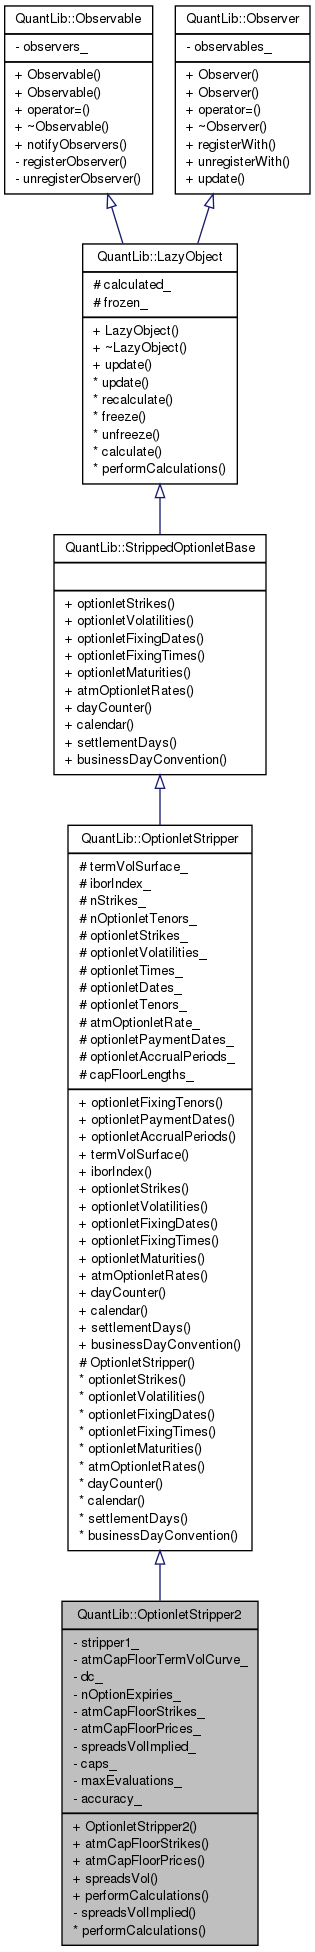 QuantLib::Observable
- observers_
+ Observable()
+ Observable()
+ operator=()
+ ~Observable()
+ notifyObservers()
- registerObserver()
- unregisterObserver()
QuantLib::Observer
- observables_
+ Observer()
+ Observer()
+ operator=()
+ ~Observer()
+ registerWith()
+ unregisterWith()
+ update()
QuantLib::LazyObject
# calculated_
# frozen_
+ LazyObject()
+ ~LazyObject()
+ update()
* update()
* recalculate()
* freeze()
* unfreeze()
* calculate()
* performCalculations()
QuantLib::StrippedOptionletBase
+ optionletStrikes()
+ optionletVolatilities()
+ optionletFixingDates()
+ optionletFixingTimes()
+ optionletMaturities()
+ atmOptionletRates()
+ dayCounter()
+ calendar()
+ settlementDays()
+ businessDayConvention()
QuantLib::OptionletStripper
# termVolSurface_
# iborIndex_
# nStrikes_
# nOptionletTenors_
# optionletStrikes_
# optionletVolatilities_
# optionletTimes_
# optionletDates_
# optionletTenors_
# atmOptionletRate_
# optionletPaymentDates_
# optionletAccrualPeriods_
# capFloorLengths_
+ optionletFixingTenors()
+ optionletPaymentDates()
+ optionletAccrualPeriods()
+ termVolSurface()
+ iborIndex()
+ optionletStrikes()
+ optionletVolatilities()
+ optionletFixingDates()
+ optionletFixingTimes()
+ optionletMaturities()
+ atmOptionletRates()
+ dayCounter()
+ calendar()
+ settlementDays()
+ businessDayConvention()
# OptionletStripper()
* optionletStrikes()
* optionletVolatilities()
* optionletFixingDates()
* optionletFixingTimes()
* optionletMaturities()
* atmOptionletRates()
* dayCounter()
* calendar()
* settlementDays()
* businessDayConvention()
QuantLib::OptionletStripper2
- stripper1_
- atmCapFloorTermVolCurve_
- dc_
- nOptionExpiries_
- atmCapFloorStrikes_
- atmCapFloorPrices_
- spreadsVolImplied_
- caps_
- maxEvaluations_
- accuracy_
+ OptionletStripper2()
+ atmCapFloorStrikes()
+ atmCapFloorPrices()
+ spreadsVol()
+ performCalculations()
- spreadsVolImplied()
* performCalculations()